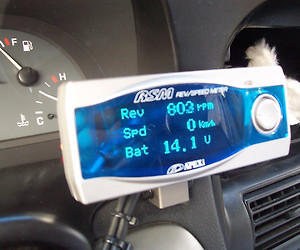 F
H
C
RSM REV/SPEED METER
Rev 803 rpm
Spd 0 Km/h
Bat 14.1 V
APEXi